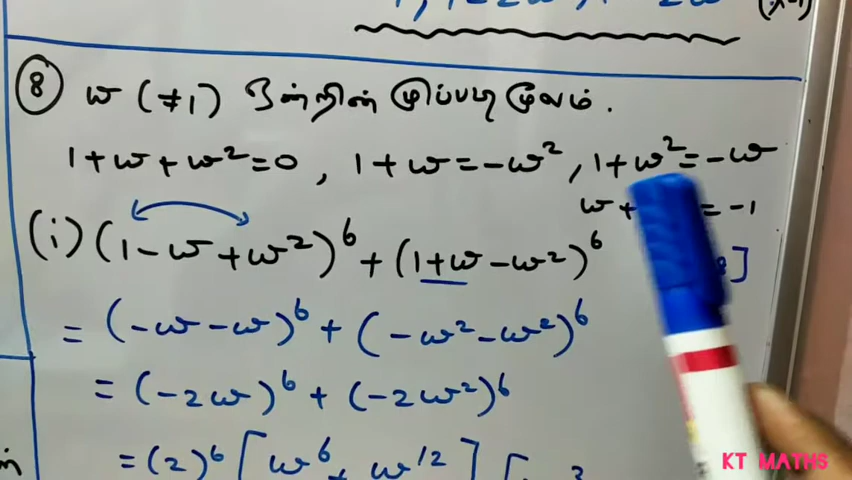 8 ω (≠1) ஒன்றின் முப்படி மூலம்.
1+ω+ω²=0, 1+ω=-ω², 1+ω²=-ω
ω+ = -1
(i) (1-ω+ω²)⁶+(1+ω-ω²)⁶
= (-ω-ω)⁶+(-ω²-ω²)⁶
= (-2ω)⁶+(-2ω²)⁶
=(2)⁶[ω⁶+ω¹²] [
KT MATHS